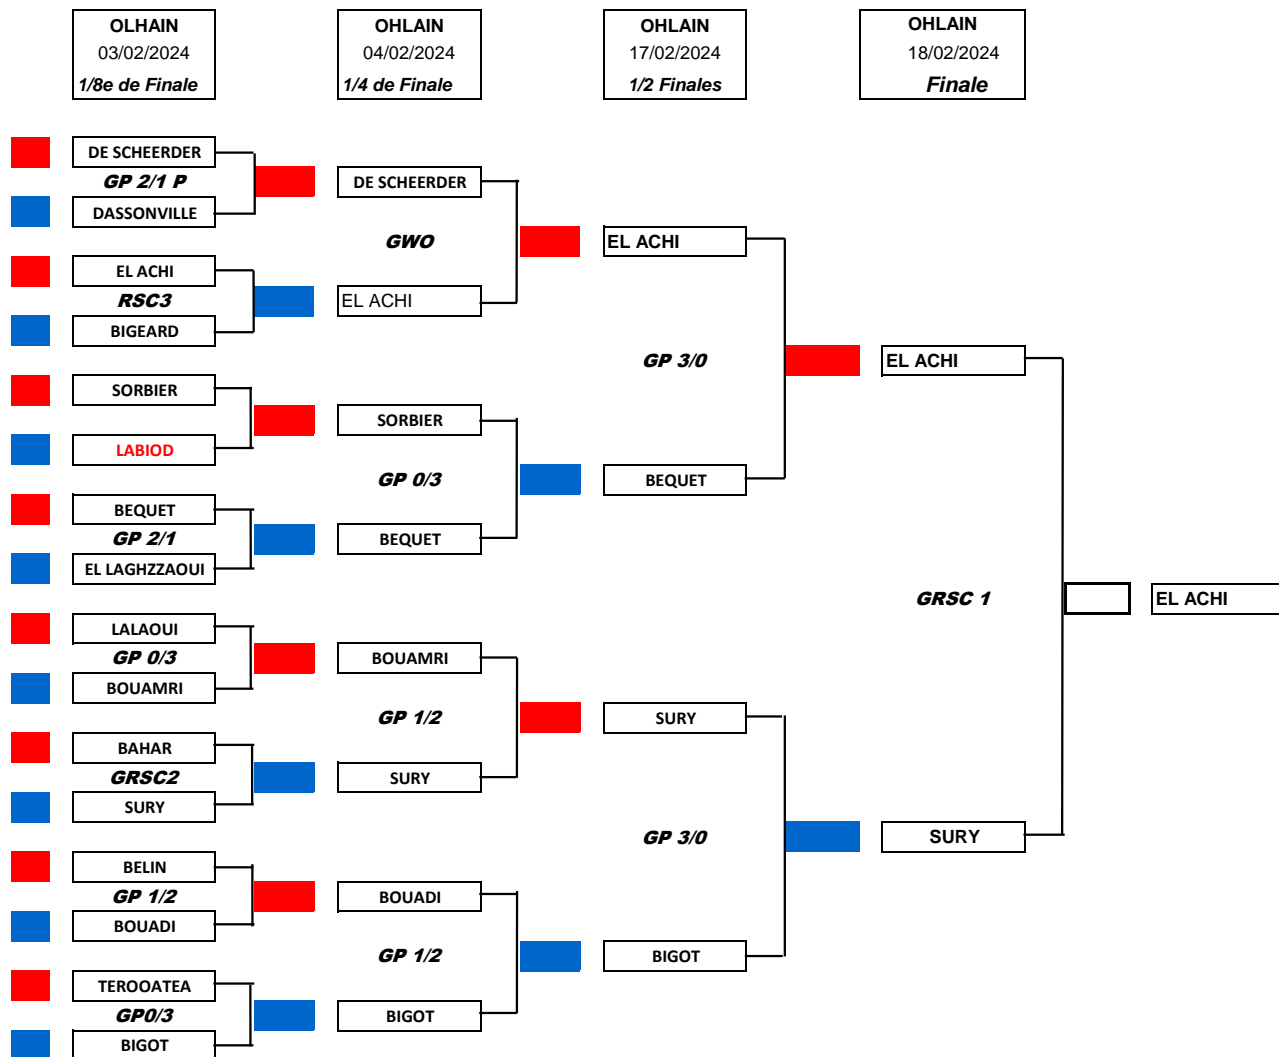 OLHAIN
03/02/2024
1/8e de Finale
OHLAIN
04/02/2024
1/4 de Finale
OHLAIN
17/02/2024
1/2 Finales
OHLAIN
18/02/2024
Finale
DE SCHEERDER
GP 2/1 P
DASSONVILLE
EL ACHI
RSC3
BIGEARD
SORBIER
LABIOD
BEQUET
GP 2/1
EL LAGHZZAOUI
LALAOUI
GP 0/3
BOUAMRI
BAHAR
GRSC2
SURY
BELIN
GP 1/2
BOUADI
TEROOATEA
GP0/3
BIGOT
DE SCHEERDER
GWO
EL ACHI
SORBIER
GP 0/3
BEQUET
BOUAMRI
GP 1/2
SURY
BOUADI
GP 1/2
BIGOT
EL ACHI
GP 3/0
BEQUET
SURY
GP 3/0
BIGOT
EL ACHI
GRSC 1
SURY
EL ACHI